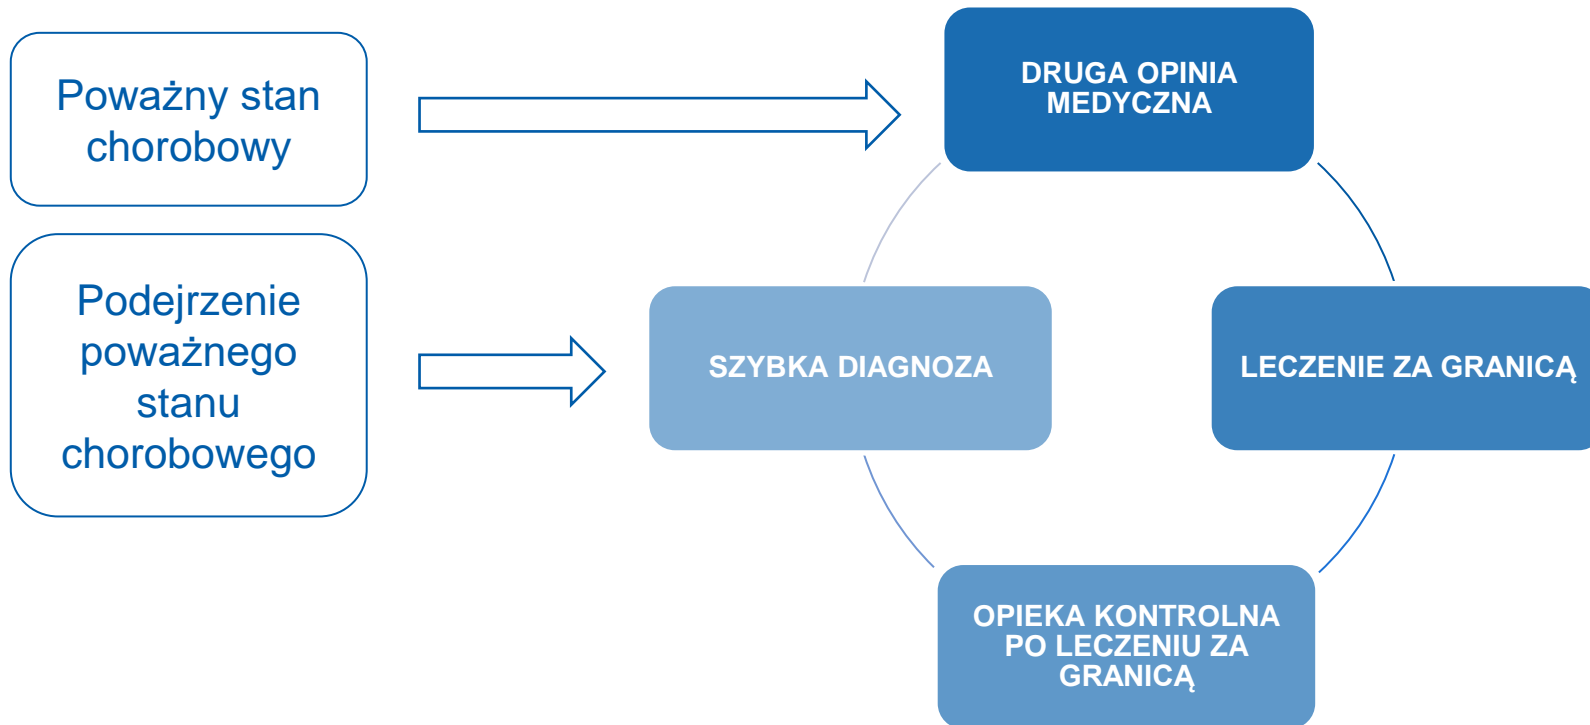 Poważny stan
chorobowy
Podejrzenie
poważnego
stanu
chorobowego
DRUGA OPINIA
MEDYCZNA
SZYBKA DIAGNOZA
LECZENIE ZA GRANICĄ
OPIEKA KONTROLNA
PO LECZENIU ZA
GRANICĄ